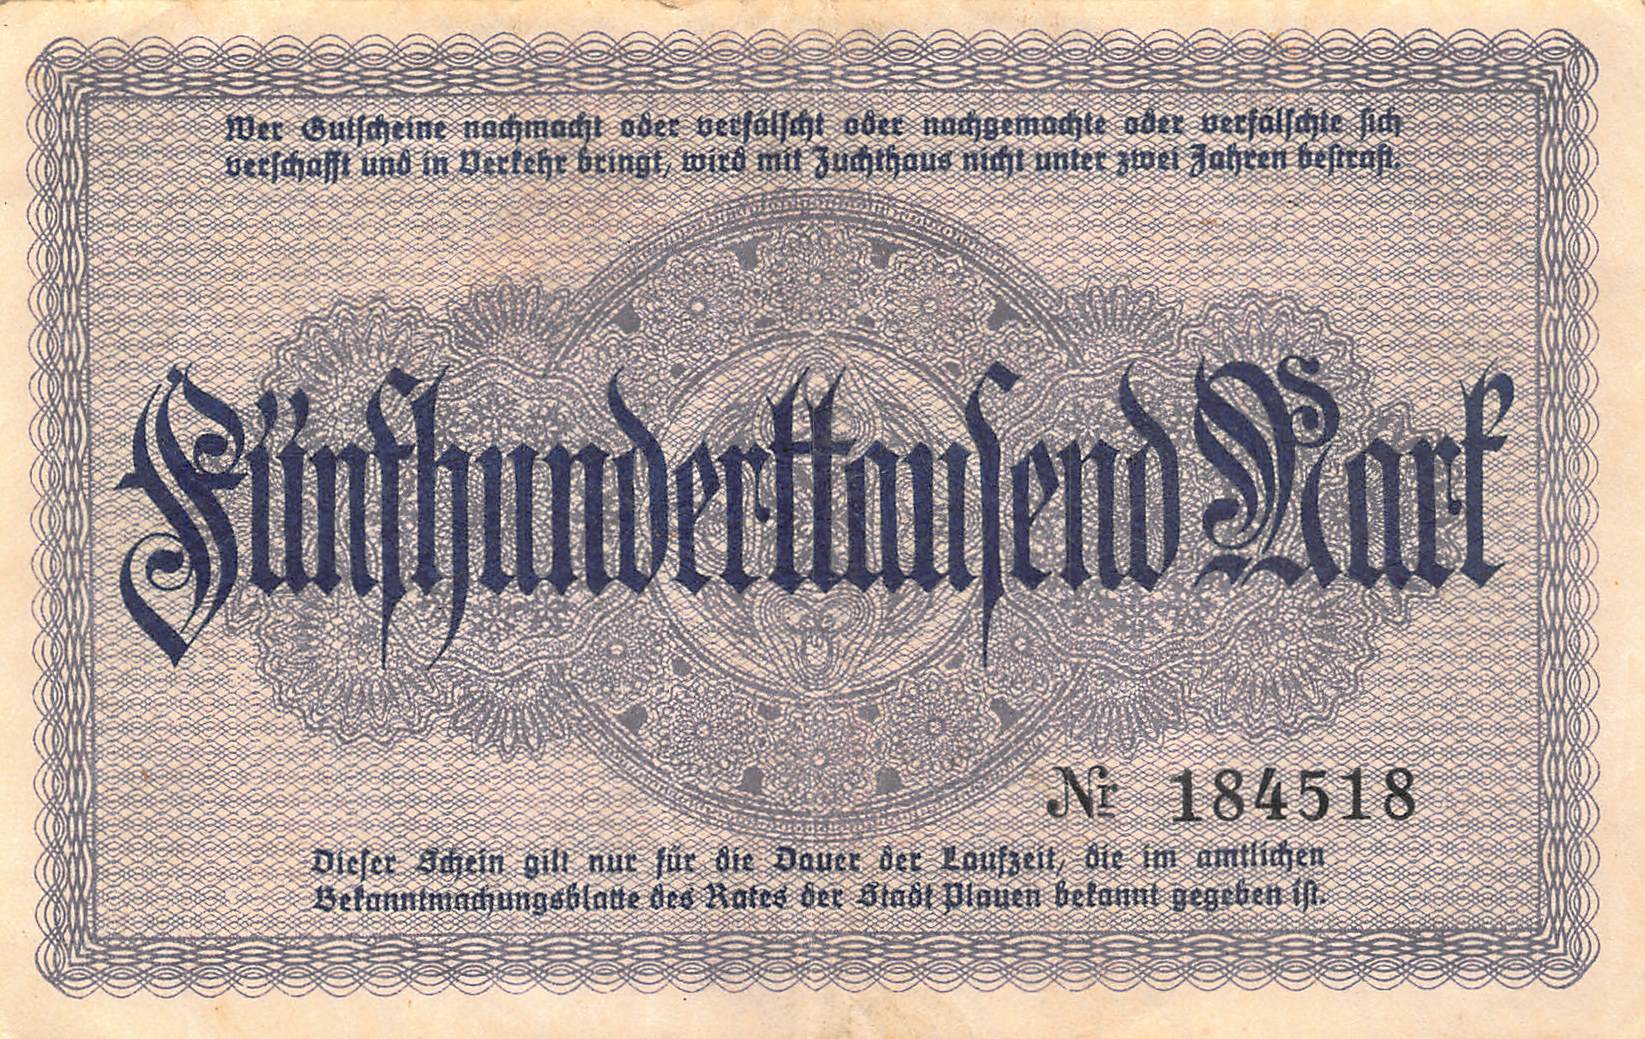 Wer Gutscheine nachmacht oder verfälscht oder nachgemachte oder verfälschte sich
verschafft und in Verkehr bringt, wird mit Zuchthaus nicht unter zwei Jahren bestraft.
Fünfhunderttausend Mark
Nr 184518
Dieser Schein gilt nur für die Dauer der Laufzeit, die im amtlichen
Bekanntmachungsblatte des Rates der Stadt Plauen bekannt gegeben ist.